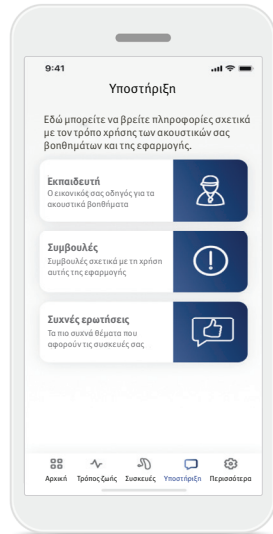 9:41
Υποστήριξη
Εδώ μπορείτε να βρείτε πληροφορίες σχετικά
με τον τρόπο χρήσης των ακουστικών σας
βοηθημάτων και της εφαρμογής.
Εκπαιδευτή
Ο εικονικός σας οδηγός για τα
ακουστικά βοηθήματα
Συμβουλές
Συμβουλές σχετικά με τη χρήση
αυτής της εφαρμογής
Συχνές ερωτήσεις
Τα πιο συχνά θέματα που
αφορούν τις συσκευές σας
Αρχική Τρόπος ζωής Συσκευές Υποστήριξη Περισσότερα